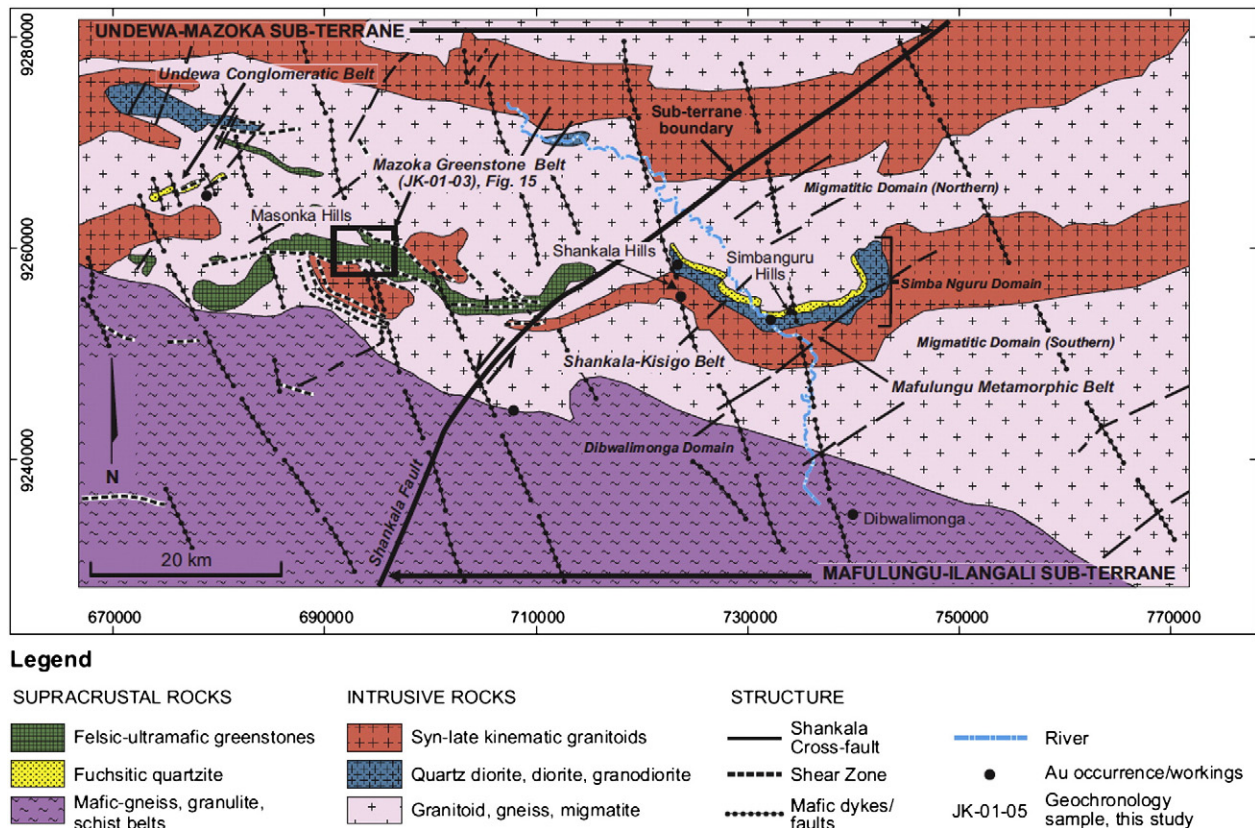 9280000
9260000
9240000
UNDEWA-MAZOKA SUB-TERRANE
Undewa Conglomeratic Belt
Mazoka Greenstone Belt
(JK-01-03), Fig. 15
Masonka Hills
Sub-terrane
boundary
Migmatitic Domain (Northern)
Shankala Hills
Simbanguru
Hills
Simba Nguru Domain
Migmatitic Domain (Southern)
Shankala-Kisigo Belt
Mafulungu Metamorphic Belt
Dibwalimonga Domain
Shankala Fault
N
Dibwalimonga
20 km
MAFULUNGU-ILANGALI SUB-TERRANE
670000 690000 710000 730000 750000 770000
Legend
SUPRACRUSTAL ROCKS
Felsic-ultramafic greenstones
Fuchsitic quartzite
Mafic-gneiss, granulite,
schist belts
INTRUSIVE ROCKS
Syn-late kinematic granitoids
Quartz diorite, diorite, granodiorite
Granitoid, gneiss, migmatite
STRUCTURE
Shankala
Cross-fault
Shear Zone
Mafic dykes/
faults
River
Au occurrence/workings
JK-01-05 Geochronology
sample, this study